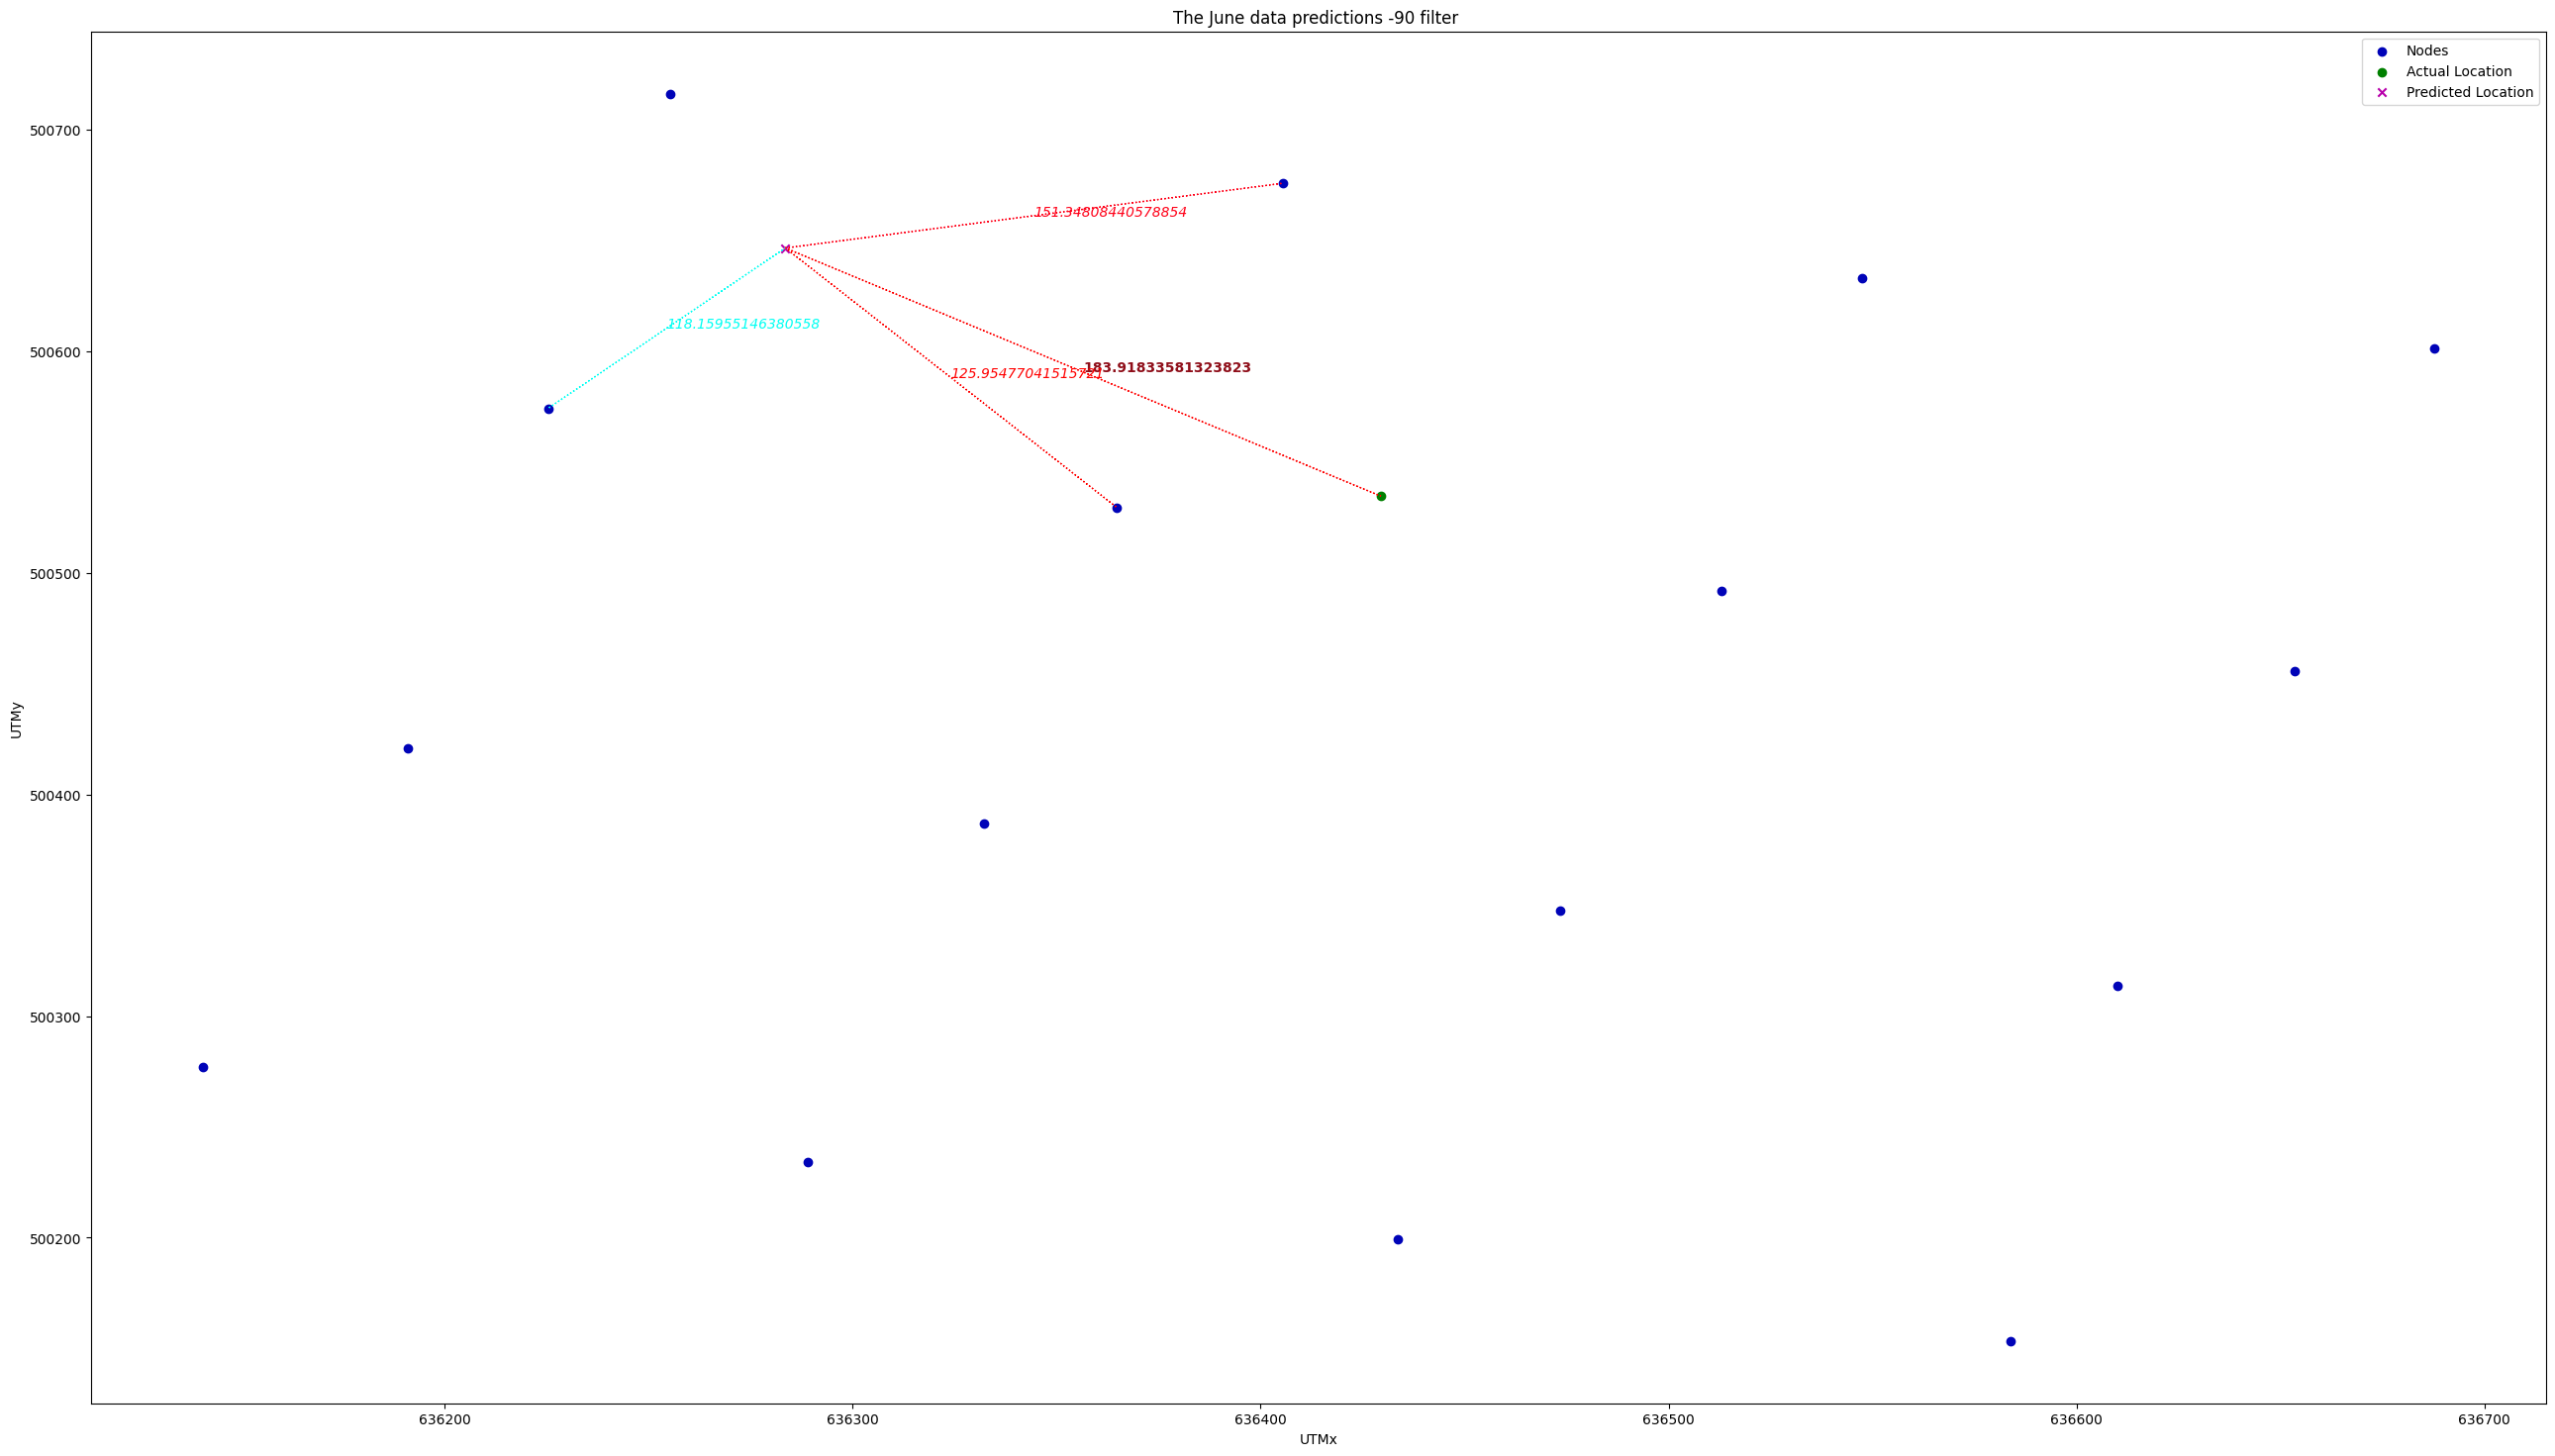 The June data predictions -90 filter
Nodes
Actual Location
Predicted Location
500700
151.34808440578854
118.15955146380558
500600
183.91833581323823
125.95477041515721
500500
UTMy
500400
500300
500200
636200
636300
636400
636500
636600
636700
UTMx